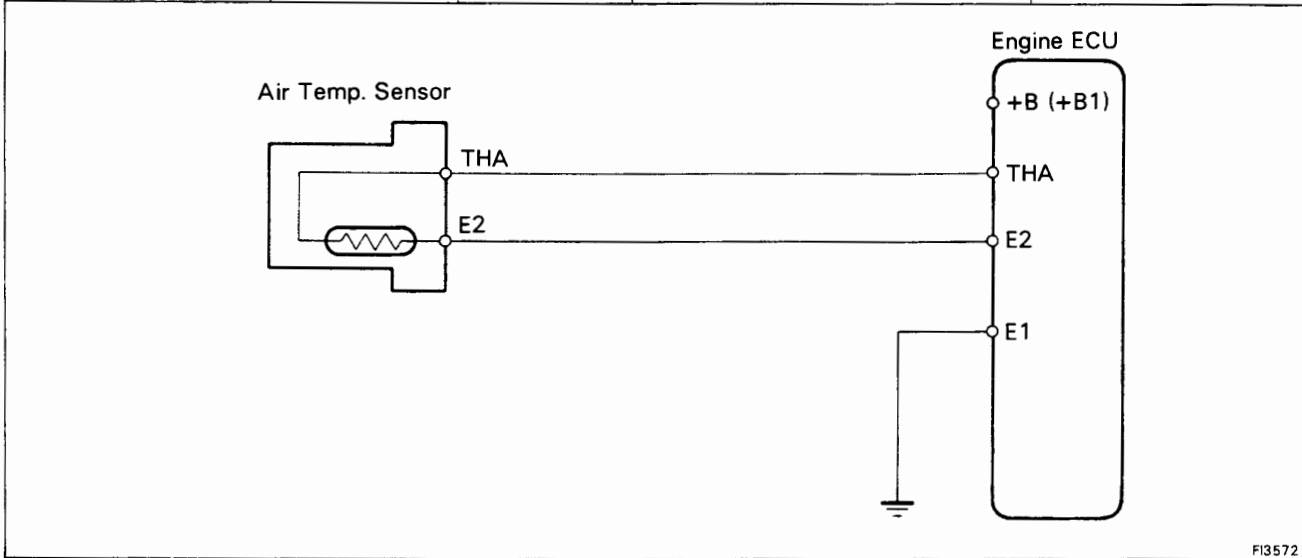 Engine ECU
Air Temp. Sensor
+B (+B1)
THA
THA
E2
E2
E1
FI3572